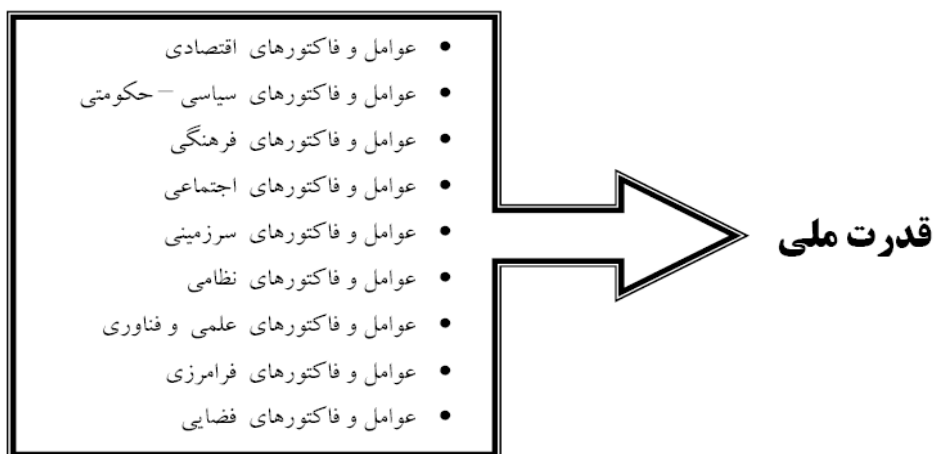 عوامل و فاکتورهای اقتصادی
عوامل و فاکتورهای سیاسی – حکومتی
عوامل و فاکتورهای فرهنگی
عوامل و فاکتورهای اجتماعی
عوامل و فاکتورهای سرزمینی
عوامل و فاکتورهای نظامی
عوامل و فاکتورهای علمی و فناوری
عوامل و فاکتورهای فرامرزی
عوامل و فاکتورهای فضایی
قدرت ملی